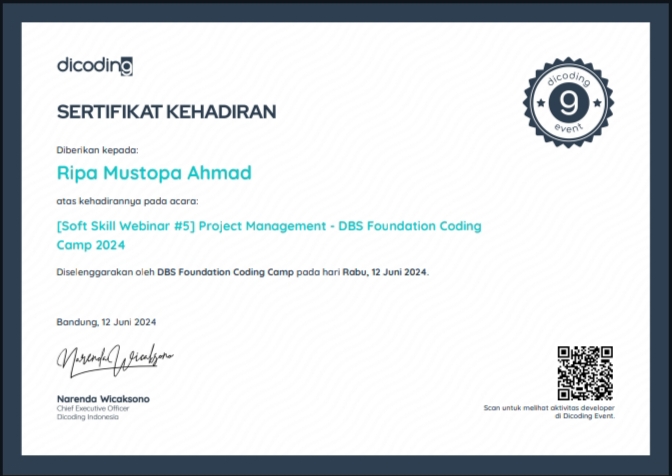 dicoding
dicoding
9
event
SERTIFIKAT KEHADIRAN
Diberikan kepada:
Ripa Mustopa Ahmad
atas kehadirannya pada acara:
[Soft Skill Webinar #5] Project Management - DBS Foundation Coding
Camp 2024
Diselenggarakan oleh DBS Foundation Coding Camp pada hari Rabu, 12 Juni 2024.
Bandung, 12 Juni 2024
Narenda Wicaksono
Narenda Wicaksono
Chief Executive Officer
Dicoding Indonesia
Scan untuk melihat aktivitas developer
di Dicoding Event.